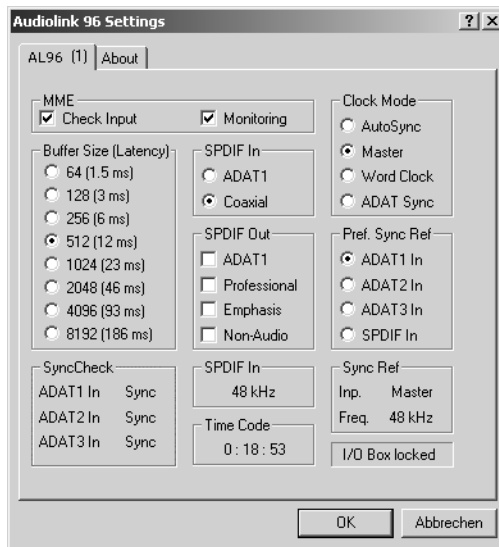 Audiolink 96 Settings
AL96 (1)
About
MME
Check Input
Monitoring
Buffer Size (Latency)
64 (1.5 ms)
128 (3 ms)
256 (6 ms)
512 (12 ms)
1024 (23 ms)
2048 (46 ms)
4096 (93 ms)
8192 (186 ms)
SPDIF In
ADAT1
Coaxial
SPDIF Out
ADAT1
Professional
Emphasis
Non-Audio
Clock Mode
AutoSync
Master
Word Clock
ADAT Sync
Pref. Sync Ref
ADAT1 In
ADAT2 In
ADAT3 In
SPDIF In
SyncCheck
ADAT1 In Sync
ADAT2 In Sync
ADAT3 In Sync
SPDIF In
48 kHz
Time Code
0 : 18 : 53
Sync Ref
Inp. Master
Freq. 48 kHz
I/O Box locked
OK
Abbrechen